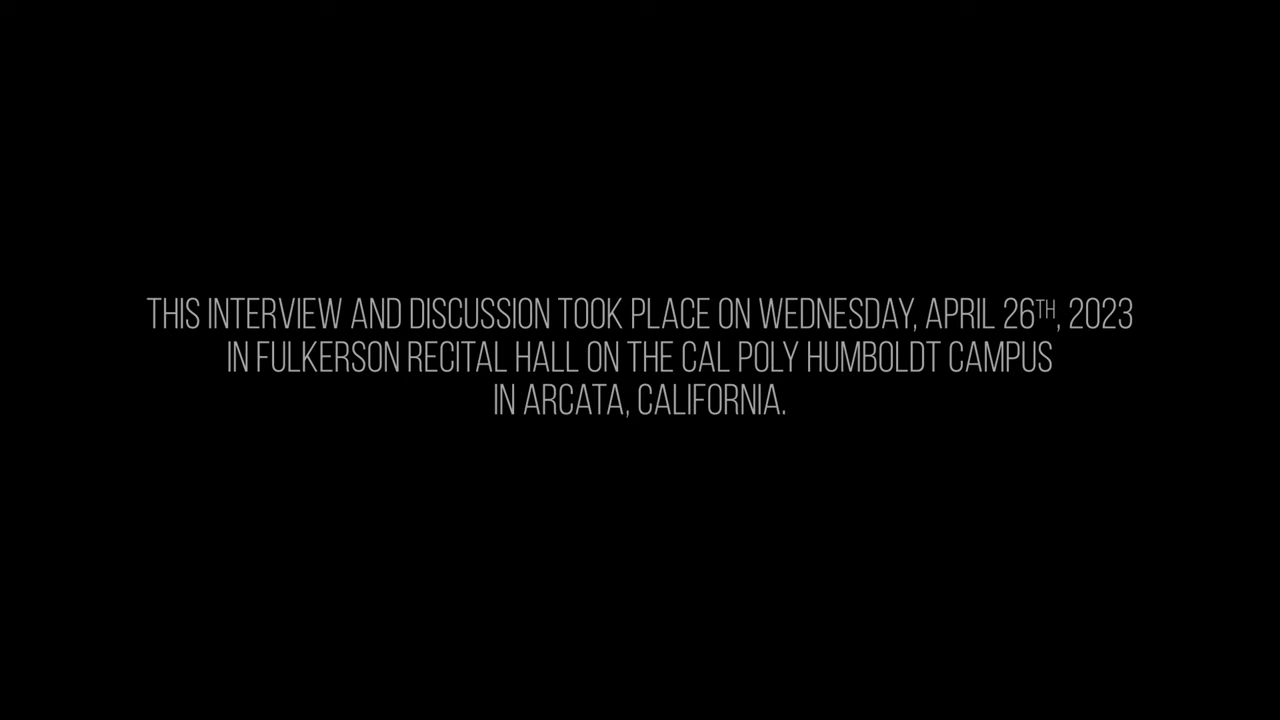 THIS INTERVIEW AND DISCUSSION TOOK PLACE ON WEDNESDAY, APRIL 26TH, 2023
IN FULKERSON RECITAL HALL ON THE CAL POLY HUMBOLDT CAMPUS
IN ARCATA, CALIFORNIA.